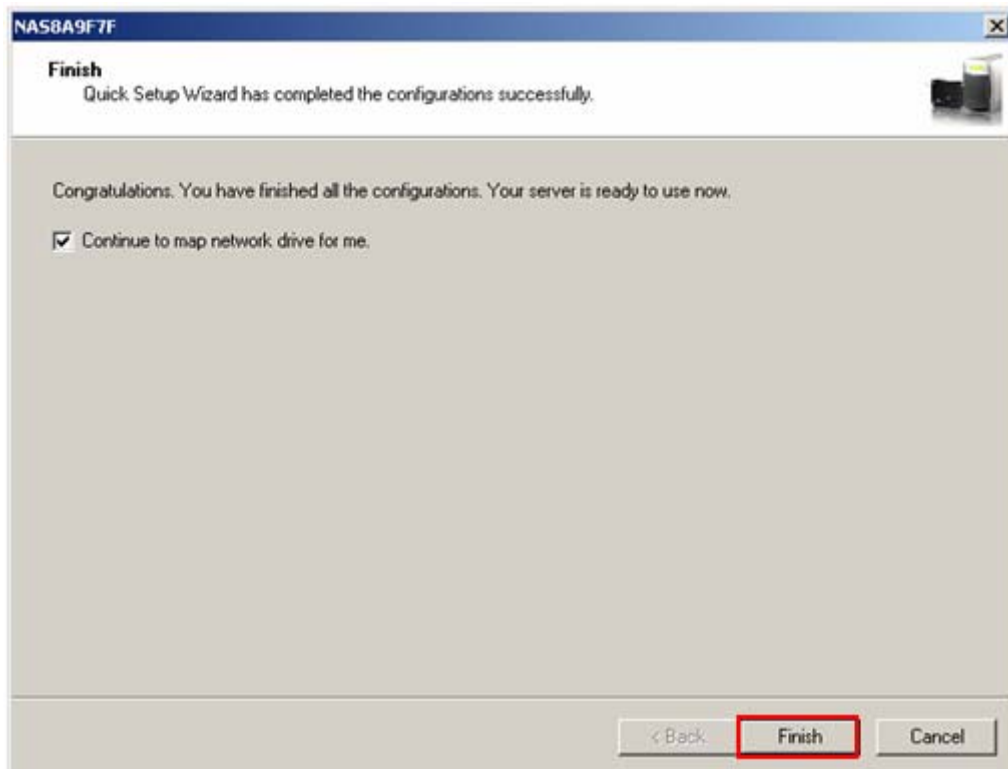 NAS8A9F7F
Finish
Quick Setup Wizard has completed the configurations successfully.
Congratulations. You have finished all the configurations. Your server is ready to use now.
Continue to map network drive for me.
< Back
Finish
Cancel